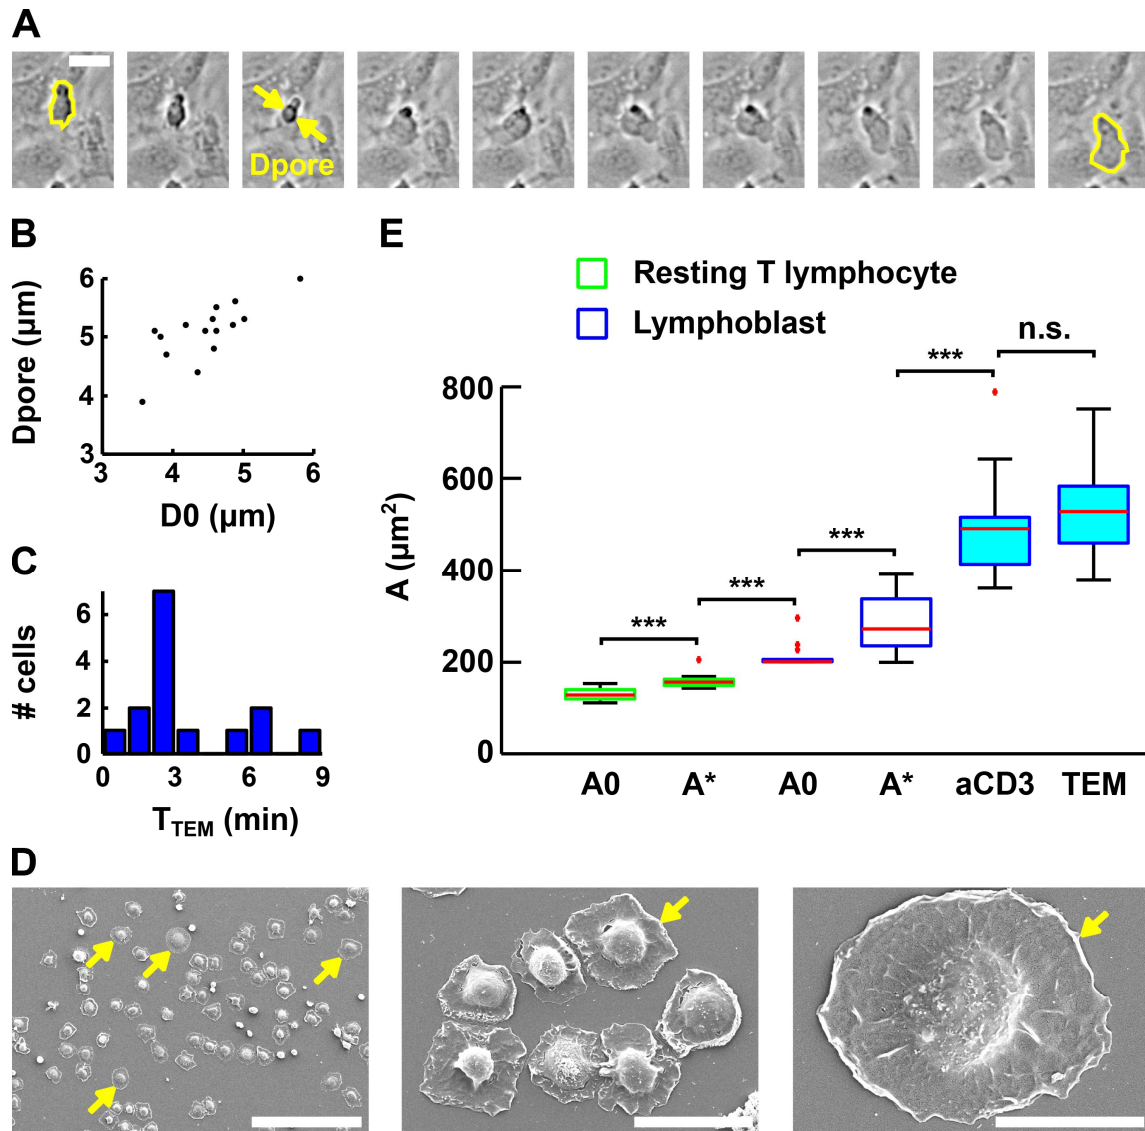 A
Dpore
B
Dpore (µm)
6
5
4
3
3
4
5
6
D0 (µm)
C
# cells
6
4
2
0
0
3
6
9
T_TEM (min)
D
E
Resting T lymphocyte
Lymphoblast
A (µm²)
800
600
400
200
0
***
***
***
***
n.s.
A0
A*
A0
A*
aCD3
TEM